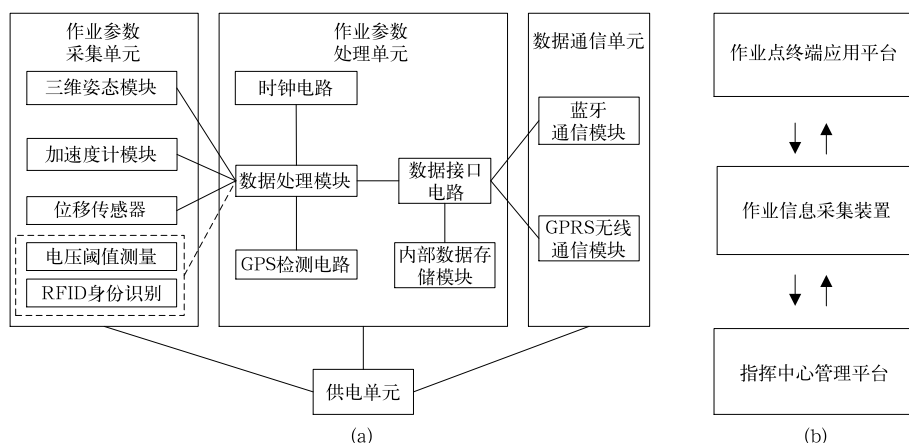 作业参数
采集单元
三维姿态模块
加速度计模块
位移传感器
电压阈值测量
RFID身份识别
作业参数
处理单元
时钟电路
数据处理模块
GPS检测电路
数据接口
电路
内部数据存
储模块
数据通信单元
蓝牙
通信模块
GPRS无线
通信模块
供电单元
(a)
作业点终端应用平台
作业信息采集装置
指挥中心管理平台
(b)